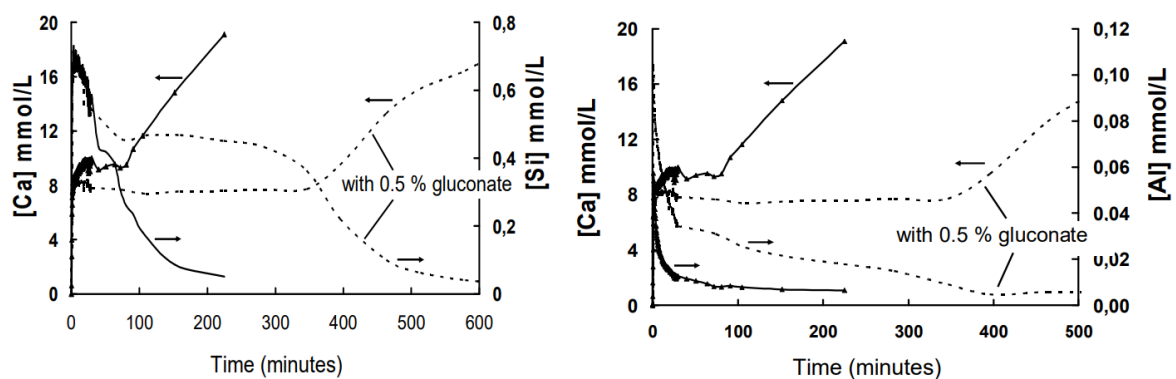 [Ca] mmol/L
20
16
12
8
4
0
0 100 200 300 400 500 600
Time (minutes)
0,8
0,6
0,4
0,2
0
[Si] mmol/L
with 0.5 % gluconate
[Ca] mmol/L
20
16
12
8
4
0
0 100 200 300 400 500
Time (minutes)
0,12
0,10
0,08
0,06
0,04
0,02
0,00
[Al] mmol/L
with 0.5 % gluconate